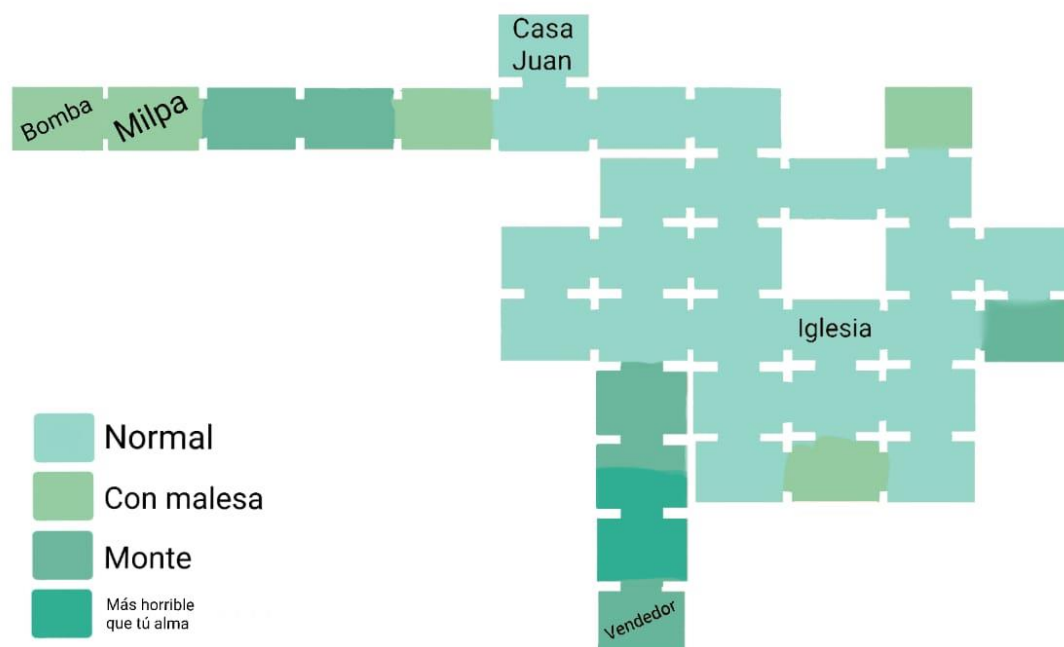 Casa
Juan
Bomba
Milpa
Iglesia
Normal
Con malesa
Monte
Más horrible
que tú alma
Vendedor